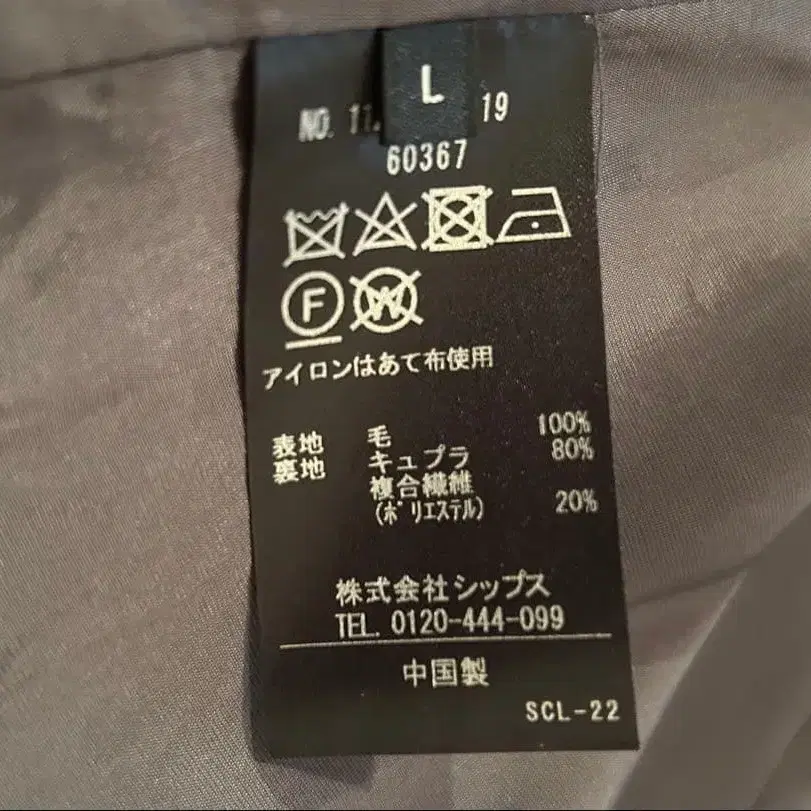 L
NO. 11. 19
60367
F W
アイロンはあて布使用
表地 毛 100%
裏地 キュプラ 80%
複合繊維
(ポリエステル) 20%
株式会社シップス
TEL. 0120-444-099
中国製
SCL-22